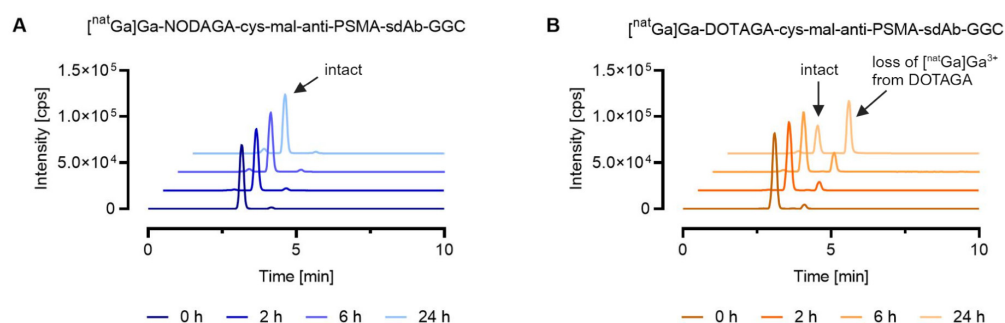 A
[natGa]Ga-NODAGA-cys-mal-anti-PSMA-sdAb-GGC
Intensity [cps]
1.5×10⁵
1.0×10⁵
5.0×10⁴
0
intact
0
5
10
Time [min]
0 h
2 h
6 h
24 h
B
[natGa]Ga-DOTAGA-cys-mal-anti-PSMA-sdAb-GGC
Intensity [cps]
1.5×10⁵
1.0×10⁵
5.0×10⁴
0
intact
loss of [natGa]Ga³⁺
from DOTAGA
0
5
10
Time [min]
0 h
2 h
6 h
24 h